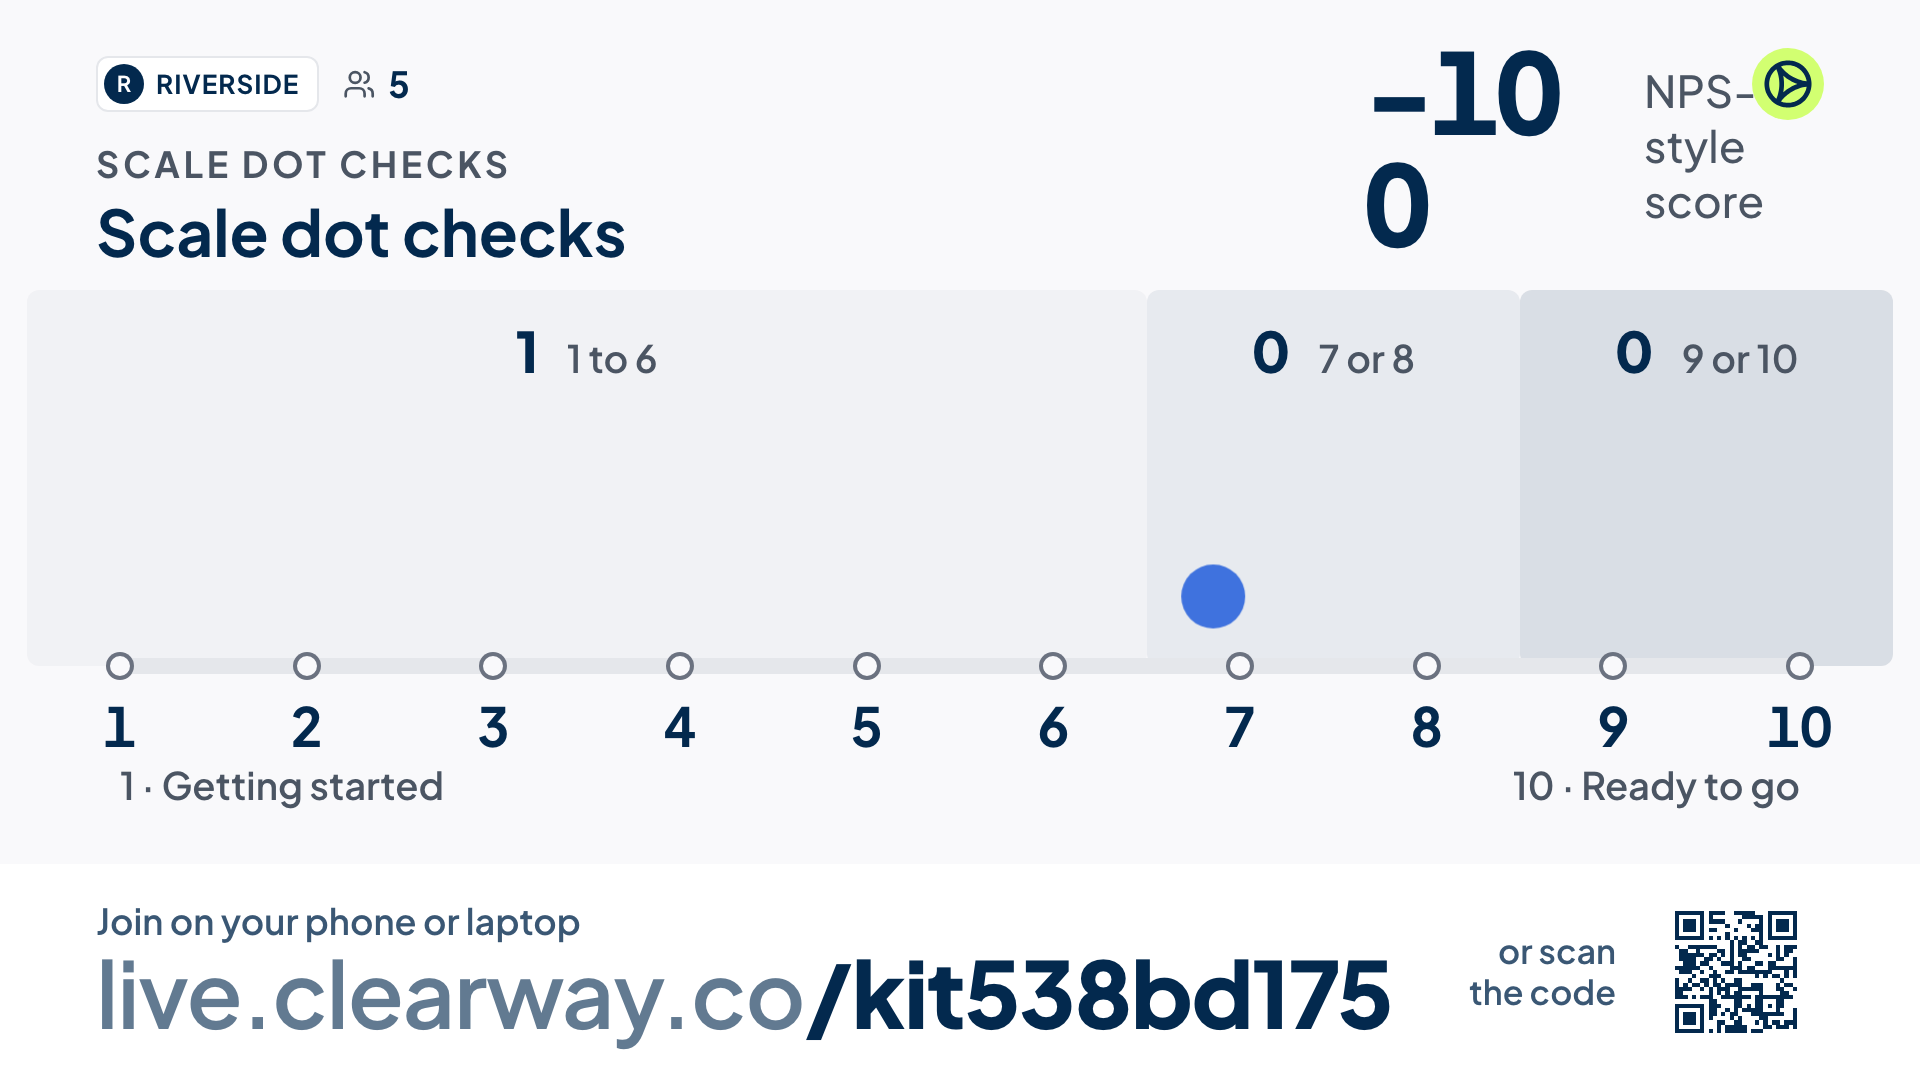 R RIVERSIDE 5
SCALE DOT CHECKS
Scale dot checks
−10
0
NPS-
style
score
1 1 to 6
0 7 or 8
0 9 or 10
1 2 3 4 5 6 7 8 9 10
1 · Getting started
10 · Ready to go
Join on your phone or laptop
live.clearway.co/kit538bd175
or scan
the code